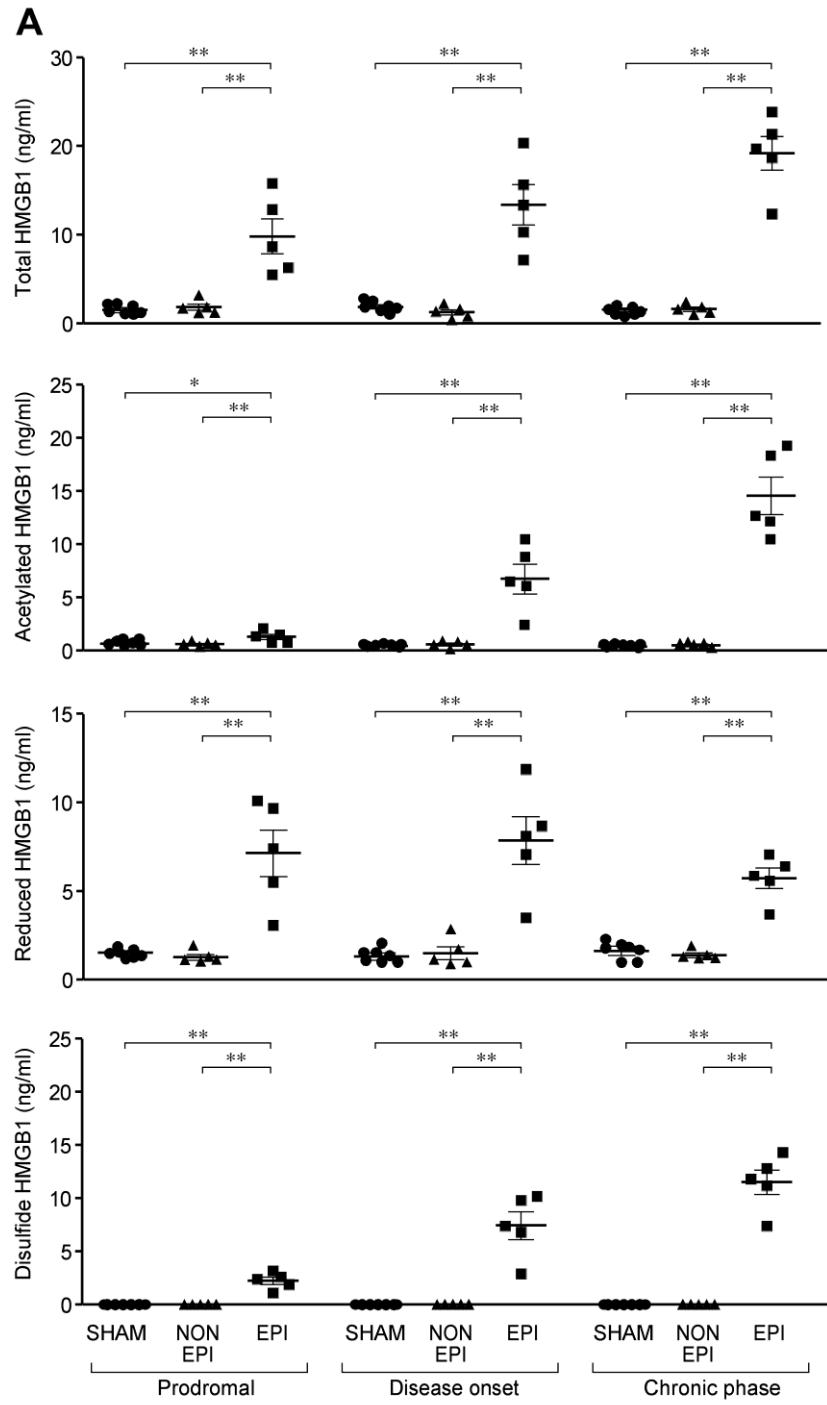 A
** ** **
** ** **
30
20
10
0
Total HMGB1 (ng/ml)
* ** **
** ** **
25
20
15
10
5
0
Acetylated HMGB1 (ng/ml)
** ** **
** ** **
15
10
5
0
Reduced HMGB1 (ng/ml)
** ** **
** ** **
25
20
15
10
5
0
Disulfide HMGB1 (ng/ml)
SHAM NON EPI SHAM NON EPI SHAM NON EPI
EPI EPI EPI
Prodromal Disease onset Chronic phase